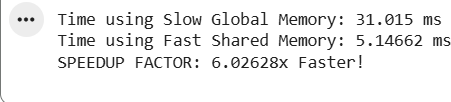 Time using Slow Global Memory: 31.015 ms
Time using Fast Shared Memory: 5.14662 ms
SPEEDUP FACTOR: 6.02628x Faster!